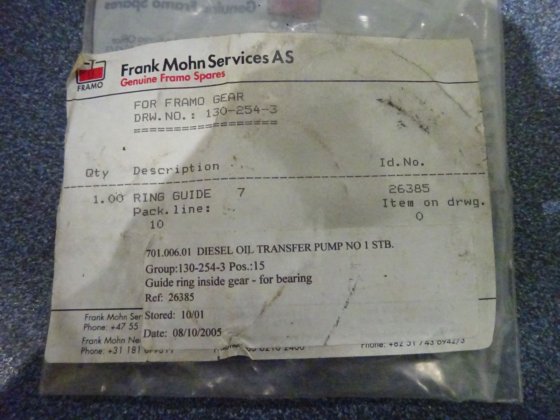 Genuine Framo Spares
FRAMO
Frank Mohn Services AS
Genuine Framo Spares
FOR FRAMO GEAR
DRW.NO.: 130-254-3
==================
Qty Description Id.No.
1.00 RING GUIDE 7 26385
Pack.line: Item on drwg.
10 0
701.006.01 DIESEL OIL TRANSFER PUMP NO 1 STB.
Group:130-254-3 Pos.:15
Guide ring inside gear - for bearing
Ref: 26385
Stored: 10/01
Date: 08/10/2005
Frank Mohn Ser
Phone: +47 55
Frank Mohn Ne
Phone: +31 181
Phone: +82 51 743